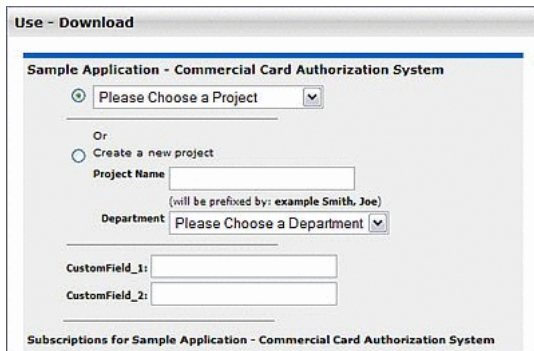 Use - Download
Sample Application - Commercial Card Authorization System
Please Choose a Project
Or
Create a new project
Project Name
(will be prefixed by: example Smith, Joe)
Department Please Choose a Department
CustomField_1:
CustomField_2:
Subscriptions for Sample Application - Commercial Card Authorization System